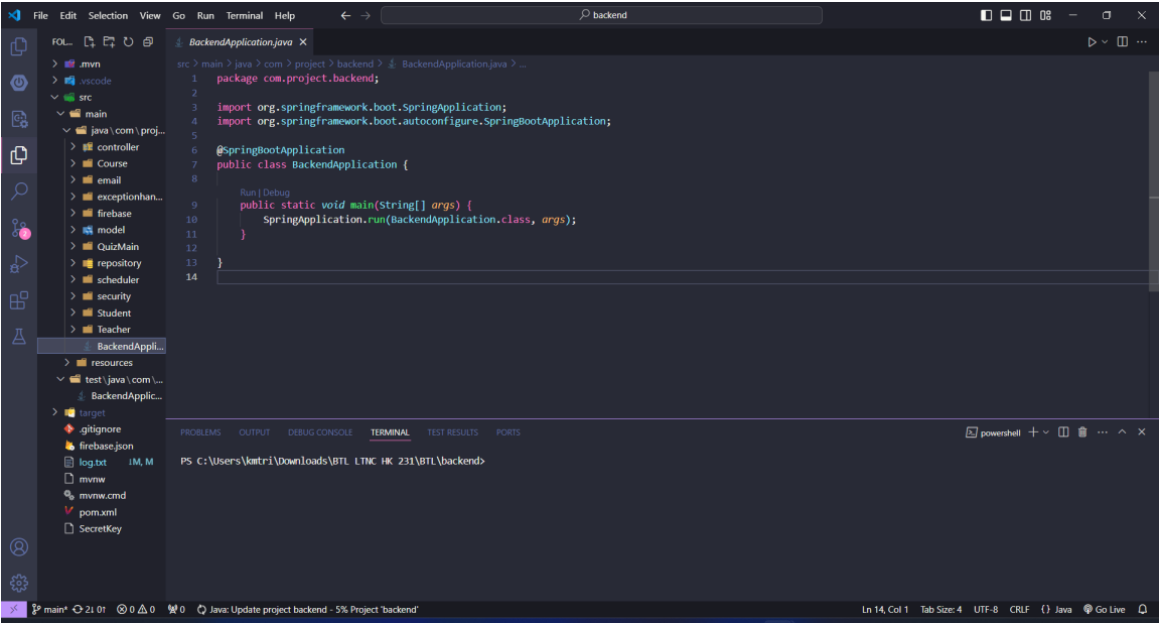 File Edit Selection View Go Run Terminal Help
backend
FOL...
BackendApplication.java
src > main > java > com > project > backend > BackendApplication.java > ...
.mvn
.vscode
src
main
java\com\proj...
controller
Course
email
exceptionhan...
firebase
model
QuizMain
repository
scheduler
security
Student
Teacher
BackendAppli...
resources
test\java\com\...
BackendApplic...
target
.gitignore
firebase.json
log.txt ↓M, M
mvnw
mvnw.cmd
pom.xml
SecretKey
1 package com.project.backend;
2
3 import org.springframework.boot.SpringApplication;
4 import org.springframework.boot.autoconfigure.SpringBootApplication;
5
6 @SpringBootApplication
7 public class BackendApplication {
8
Run | Debug
9 public static void main(String[] args) {
10 SpringApplication.run(BackendApplication.class, args);
11 }
12
13 }
14
PROBLEMS OUTPUT DEBUG CONSOLE TERMINAL TEST RESULTS PORTS
powershell
PS C:\Users\kmtri\Downloads\BTL LTNC HK 231\BTL\backend>
main* 2↓ 0↑ 0 0 0 Java: Update project backend - 5% Project 'backend'
Ln 14, Col 1 Tab Size: 4 UTF-8 CRLF {} Java Go Live